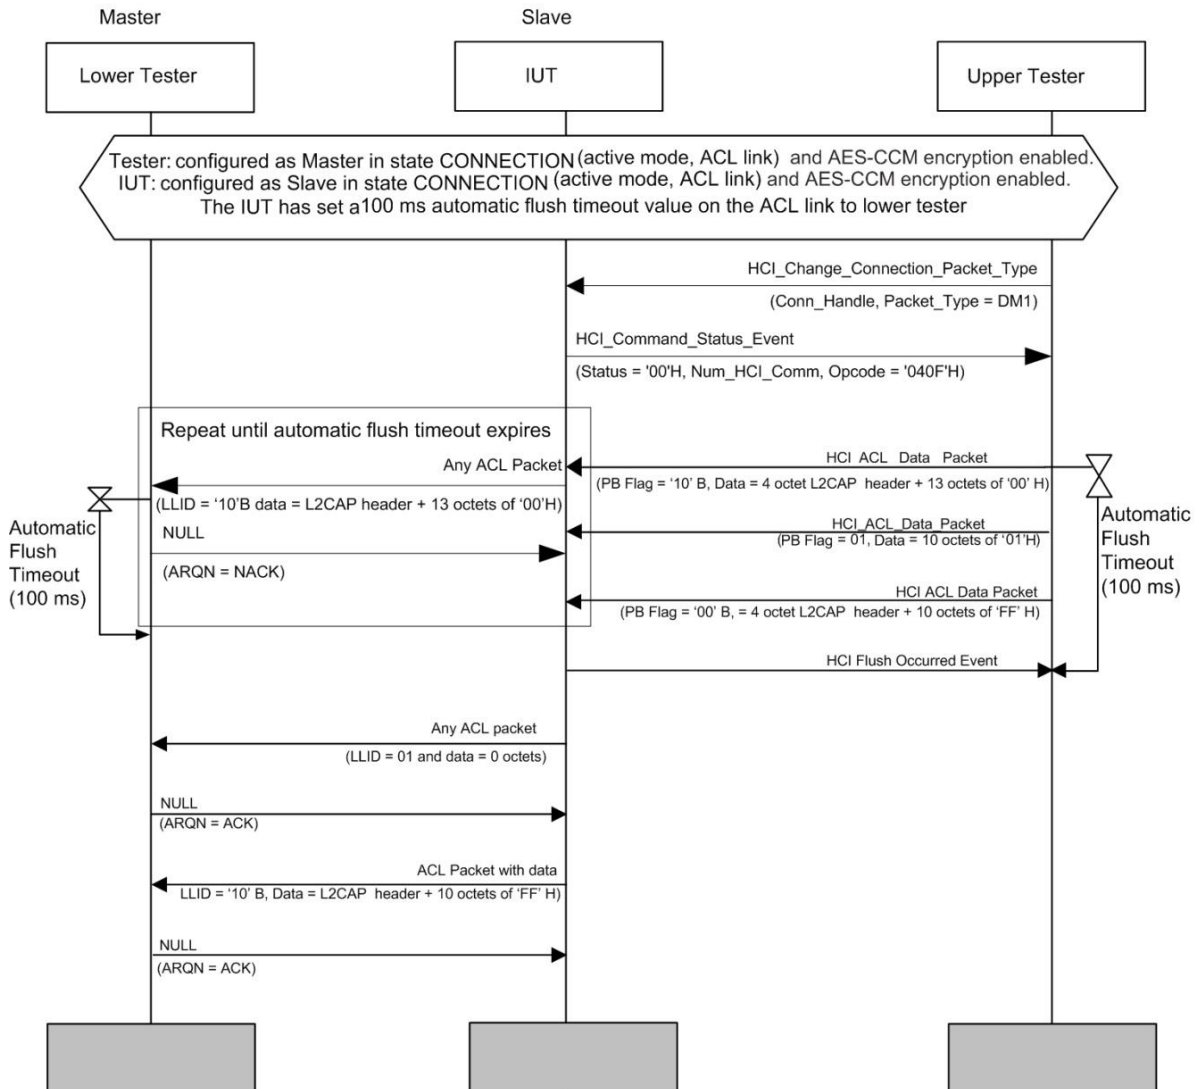 Master
Slave
Lower Tester
IUT
Upper Tester
Tester: configured as Master in state CONNECTION (active mode, ACL link) and AES-CCM encryption enabled.
IUT: configured as Slave in state CONNECTION (active mode, ACL link) and AES-CCM encryption enabled.
The IUT has set a100 ms automatic flush timeout value on the ACL link to lower tester
HCI_Change_Connection_Packet_Type
(Conn_Handle, Packet_Type = DM1)
HCI_Command_Status_Event
(Status = '00'H, Num_HCI_Comm, Opcode = '040F'H)
Repeat until automatic flush timeout expires
HCI ACL Data Packet
Any ACL Packet
(PB Flag = ‘10’ B, Data = 4 octet L2CAP header + 13 octets of ‘00’ H)
(LLID = ‘10’B data = L2CAP header + 13 octets of ‘00’H)
Automatic
Flush
Timeout
(100 ms)
NULL
(ARQN = NACK)
HCI_ACL_Data_Packet
(PB Flag = 01, Data = 10 octets of ‘01’H)
Automatic
Flush
Timeout
(100 ms)
HCI ACL Data Packet
(PB Flag = ‘00’ B, = 4 octet L2CAP header + 10 octets of ‘FF’ H)
HCI Flush Occurred Event
Any ACL packet
(LLID = 01 and data = 0 octets)
NULL
(ARQN = ACK)
ACL Packet with data
LLID = ‘10’ B, Data = L2CAP header + 10 octets of ‘FF’ H)
NULL
(ARQN = ACK)